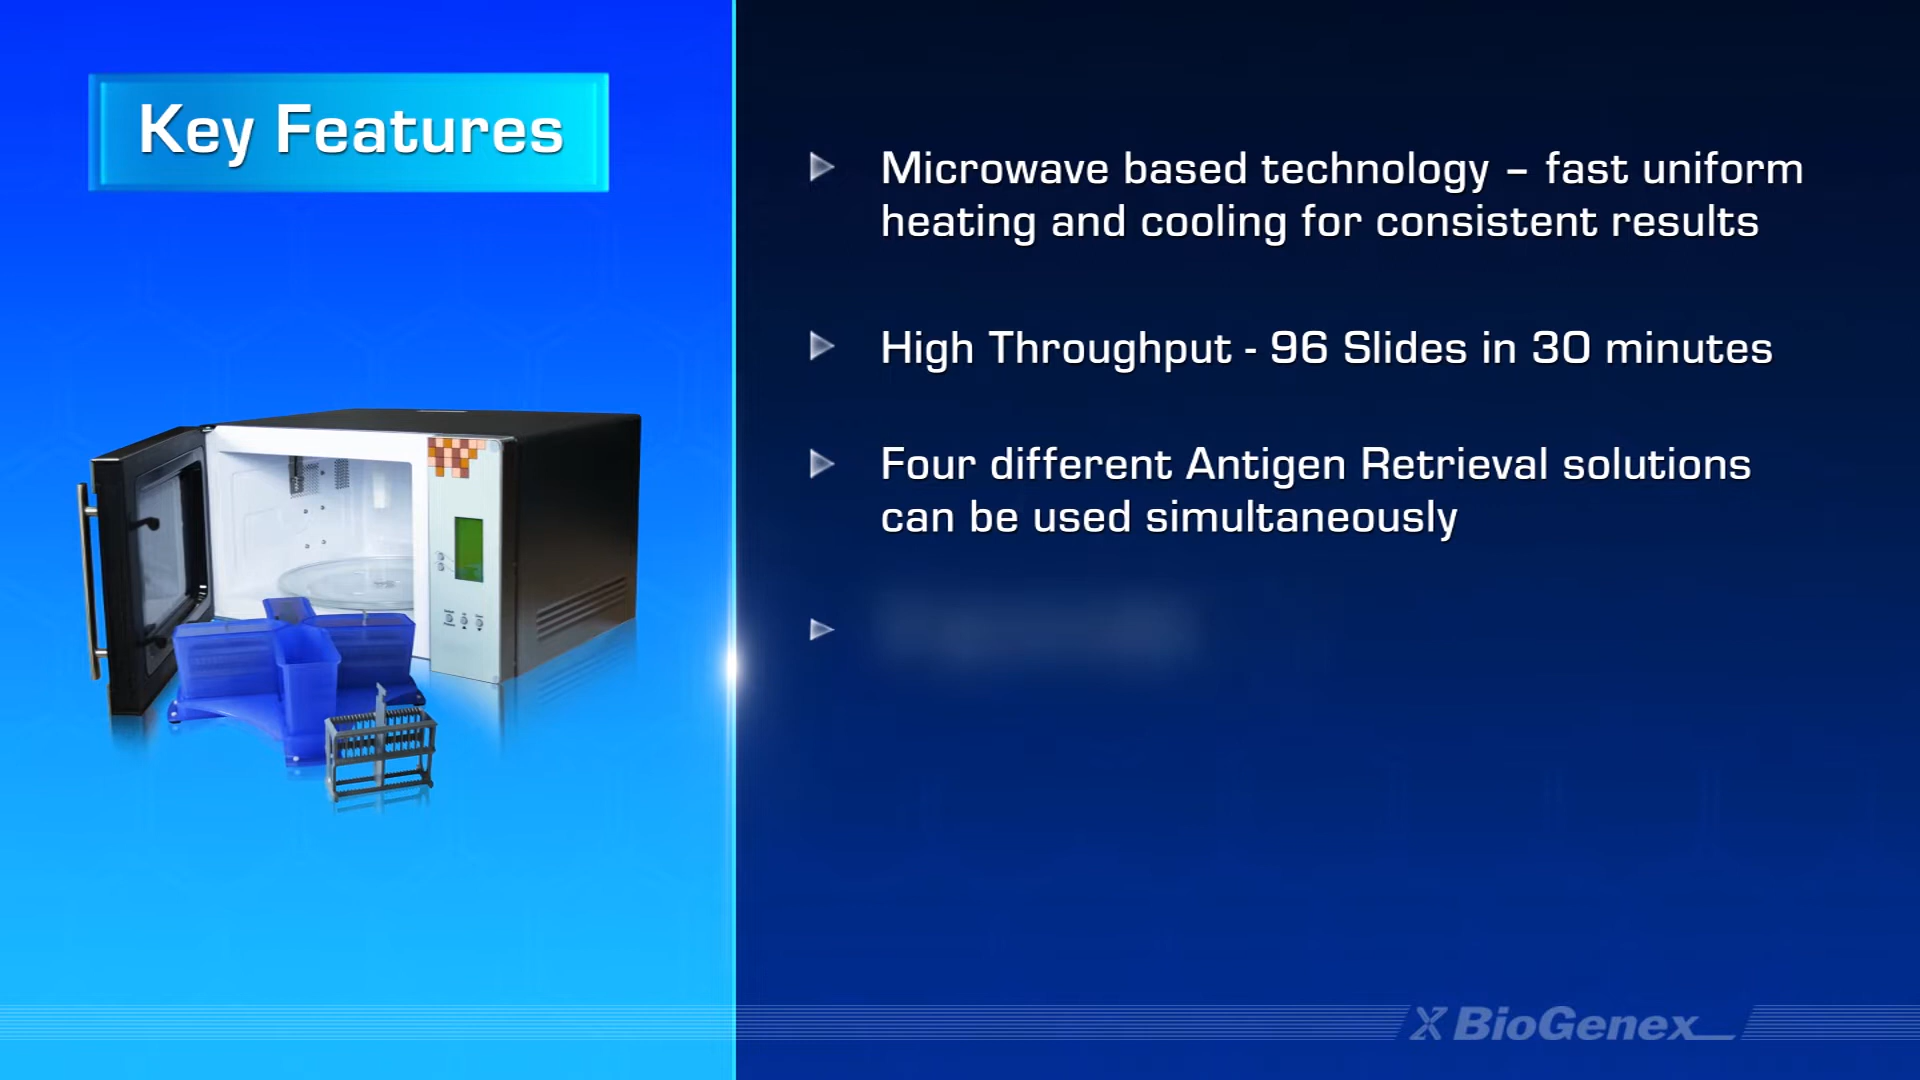 Key Features
Microwave based technology – fast uniform
heating and cooling for consistent results
High Throughput - 96 Slides in 30 minutes
Four different Antigen Retrieval solutions
can be used simultaneously
BioGenex